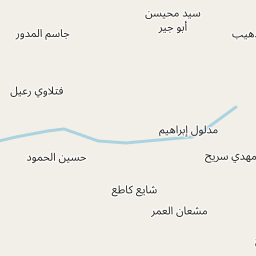 سيد محيسن
أبو جير
جاسم المدور
فتلاوي رعيل
مذلول إبراهيم
مهدي سريح
حسين الحمود
شايع كاطع
مشعان العمر